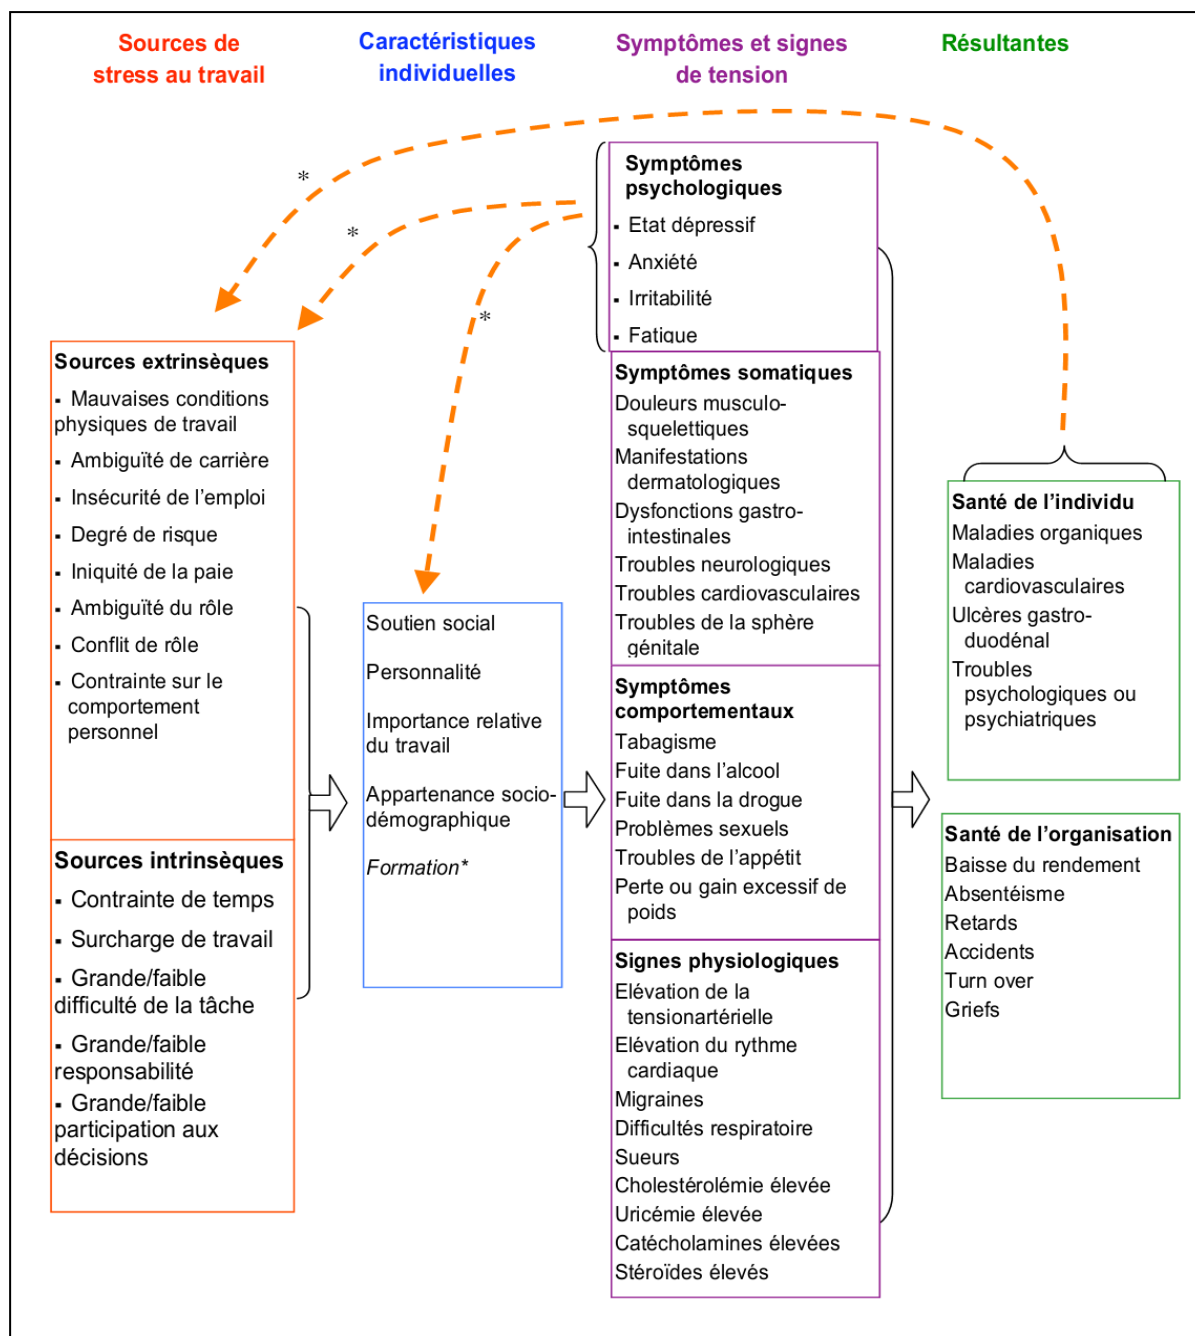 Sources de
stress au travail
Caractéristiques
individuelles
Symptômes et signes
de tension
Résultantes
*
*
*
Sources extrinsèques
▪ Mauvaises conditions
physiques de travail
▪ Ambiguïté de carrière
▪ Insécurité de l’emploi
▪ Degré de risque
▪ Iniquité de la paie
▪ Ambiguïté du rôle
▪ Conflit de rôle
▪ Contrainte sur le
comportement
personnel
Sources intrinsèques
▪ Contrainte de temps
▪ Surcharge de travail
▪ Grande/faible
difficulté de la tâche
▪ Grande/faible
responsabilité
▪ Grande/faible
participation aux
décisions
Soutien social
Personnalité
Importance relative
du travail
Appartenance socio-
démographique
Formation*
Symptômes
psychologiques
▪ Etat dépressif
▪ Anxiété
▪ Irritabilité
▪ Fatigue
Symptômes somatiques
Douleurs musculo-
squelettiques
Manifestations
dermatologiques
Dysfonctions gastro-
intestinales
Troubles neurologiques
Troubles cardiovasculaires
Troubles de la sphère
génitale
Symptômes
comportementaux
Tabagisme
Fuite dans l’alcool
Fuite dans la drogue
Problèmes sexuels
Troubles de l’appétit
Perte ou gain excessif de
poids
Signes physiologiques
Elévation de la
tensionartérielle
Elévation du rythme
cardiaque
Migraines
Difficultés respiratoire
Sueurs
Cholestérolémie élevée
Uricémie élevée
Catécholamines élevées
Stéroïdes élevés
Santé de l’individu
Maladies organiques
Maladies
cardiovasculaires
Ulcères gastro-
duodénal
Troubles
psychologiques ou
psychiatriques
Santé de l’organisation
Baisse du rendement
Absentéisme
Retards
Accidents
Turn over
Griefs